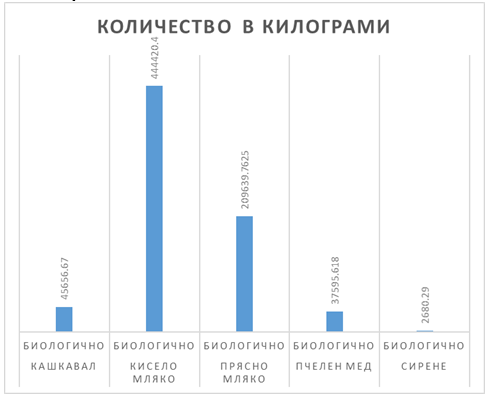 КОЛИЧЕСТВО В КИЛОГРАМИ
45656.67
444420.4
209639.7625
37595.618
2680.29
БИОЛОГИЧНО КАШКАВАЛ
БИОЛОГИЧНО КИСЕЛО МЛЯКО
БИОЛОГИЧНО ПРЯСНО МЛЯКО
БИОЛОГИЧНО ПЧЕЛЕН МЕД
БИОЛОГИЧНО СИРЕНЕ